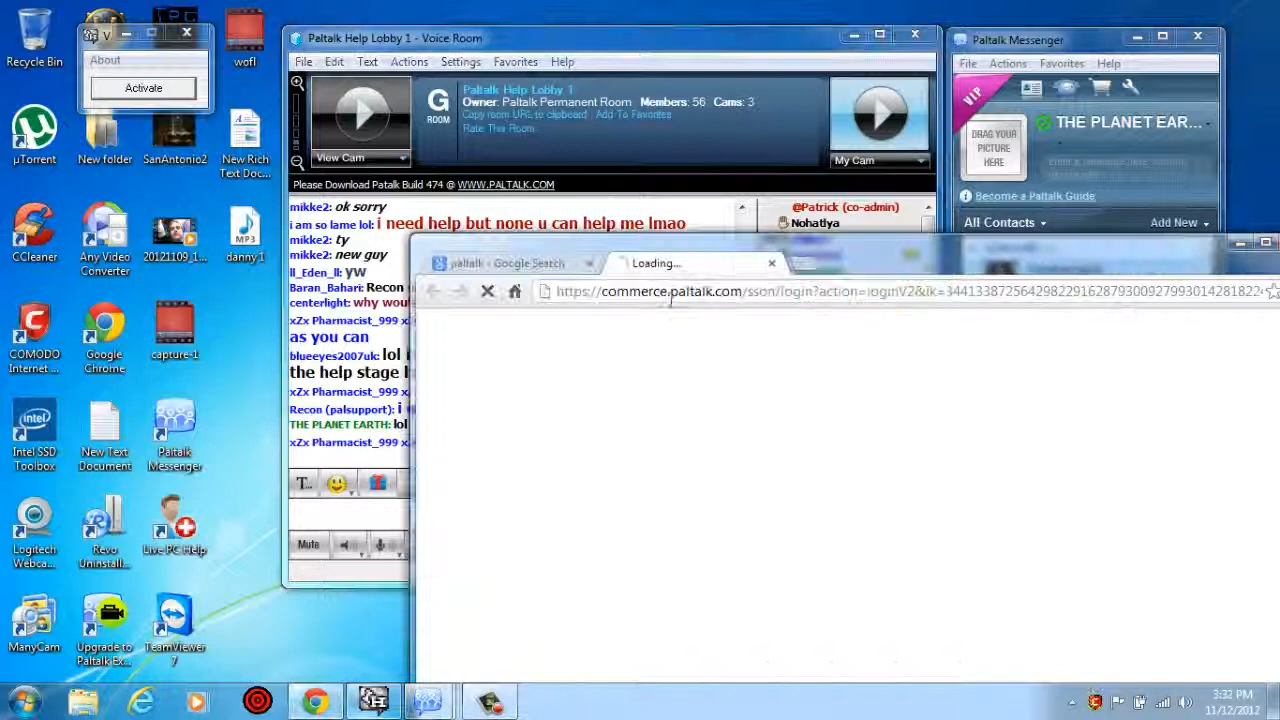 Recycle Bin
wofl
V
About
Activate
µTorrent
New folder
SanAntonio2
New Rich
Text Doc...
CCleaner
Any Video
Converter
20121109_1...
MP3
danny1
COMODO
Internet ...
Google
Chrome
capture-1
Intel SSD
Toolbox
New Text
Document
Paltalk
Messenger
Logitech
Webca...
Revo
Uninstall...
Live PC Help
ManyCam
Upgrade to
Paltalk Ex...
TeamViewer
7
Paltalk Help Lobby 1 - Voice Room
File Edit Text Actions Settings Favorites Help
View Cam
G
ROOM
Paltalk Help Lobby 1
Owner: Paltalk Permanent Room Members: 56 Cams: 3
Copy room URL to clipboard | Add To Favorites
Rate This Room
My Cam
Please Download Patalk Build 474 @ WWW.PALTALK.COM
mikke2: ok sorry
i am so lame lol: i need help but none u can help me lmao
mikke2: ty
mikke2: new guy
ll_Eden_ll: yw
Baran_Bahari: Recon
centerlight: why wou
xZx Pharmacist_999 x
as you can
blueeyes2007uk: lol
the help stage
xZx Pharmacist_999 x
Recon (palsupport): i
THE PLANET EARTH: lol
xZx Pharmacist_999 x
@Patrick (co-admin)
Nohatlya
T..
Mute
Paltalk Messenger
File Actions Favorites Help
VIP
DRAG YOUR
PICTURE
HERE
THE PLANET EAR...
Become a Paltalk Guide
All Contacts Add New
paltalk - Google Search
Loading...
https://commerce.paltalk.com/sson/login?action=loginV2&ik=
3:32 PM
11/12/2012